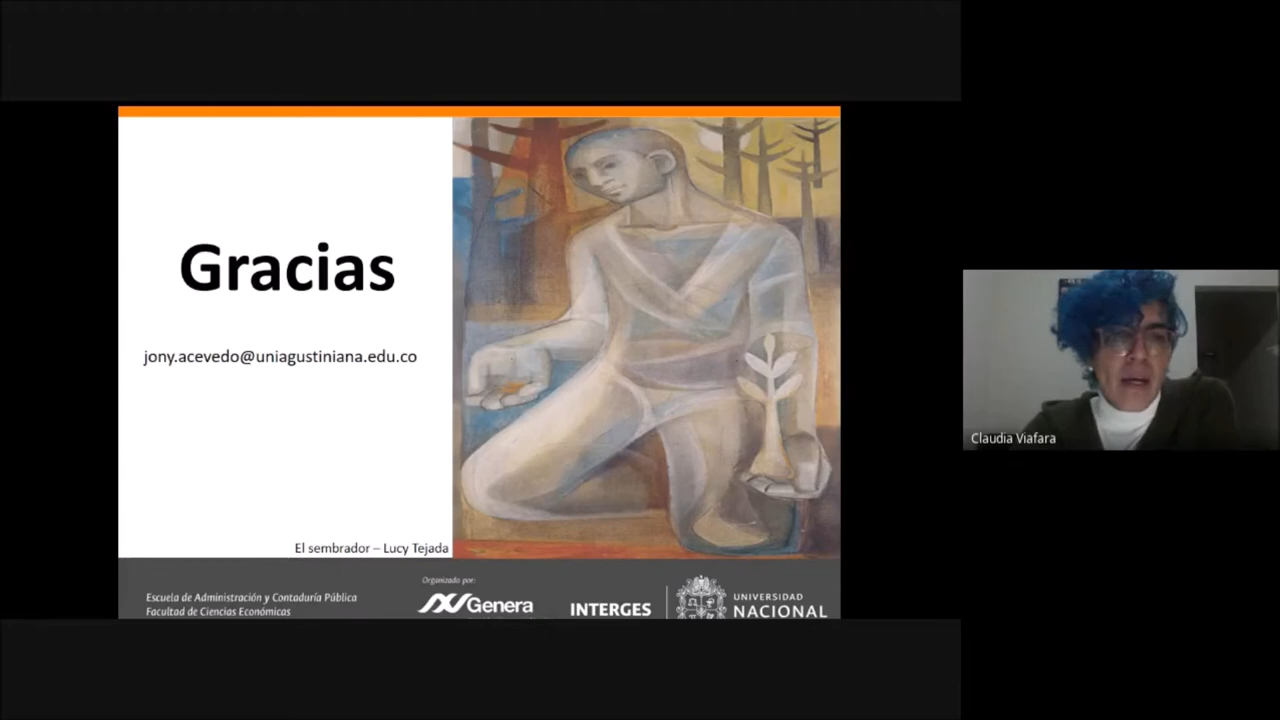 Gracias
jony.acevedo@uniagustiniana.edu.co
El sembrador – Lucy Tejada
Escuela de Administración y Contaduría Pública
Facultad de Ciencias Económicas
Organizado por:
Genera
INTERGES
UNIVERSIDAD
NACIONAL
Claudia Viafara